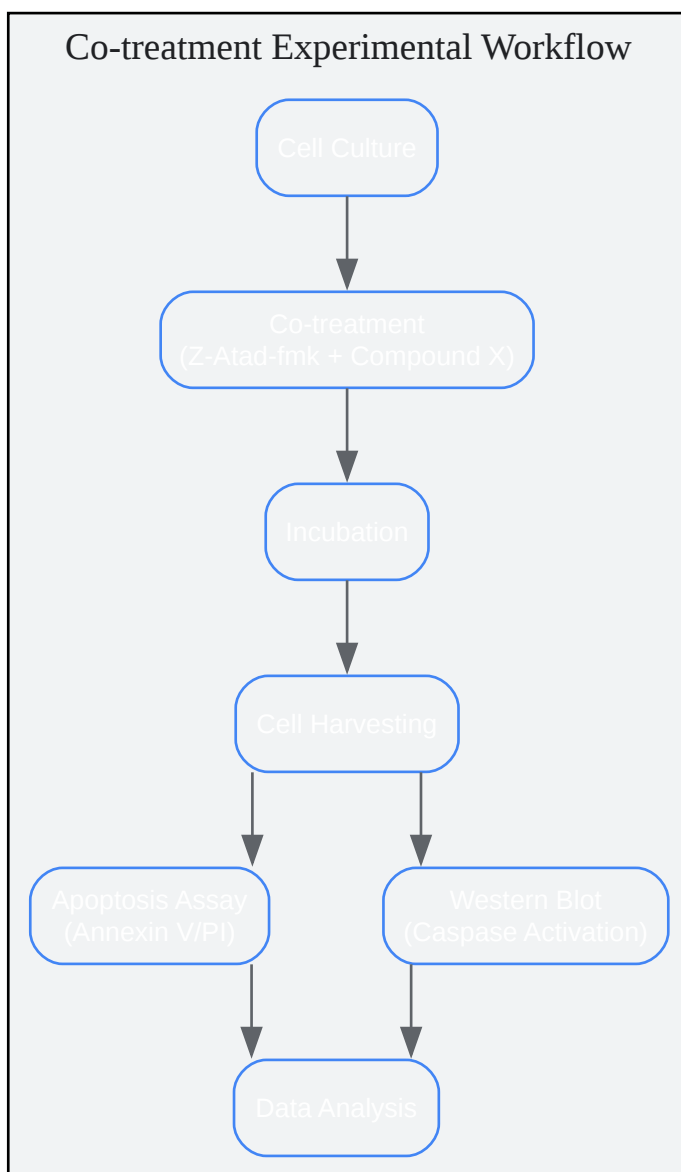 Co-treatment Experimental Workflow
Cell Culture
Co-treatment
(Z-Atad-fmk + Compound X)
Incubation
Cell Harvesting
Apoptosis Assay
(Annexin V/PI)
Western Blot
(Caspase Activation)
Data Analysis